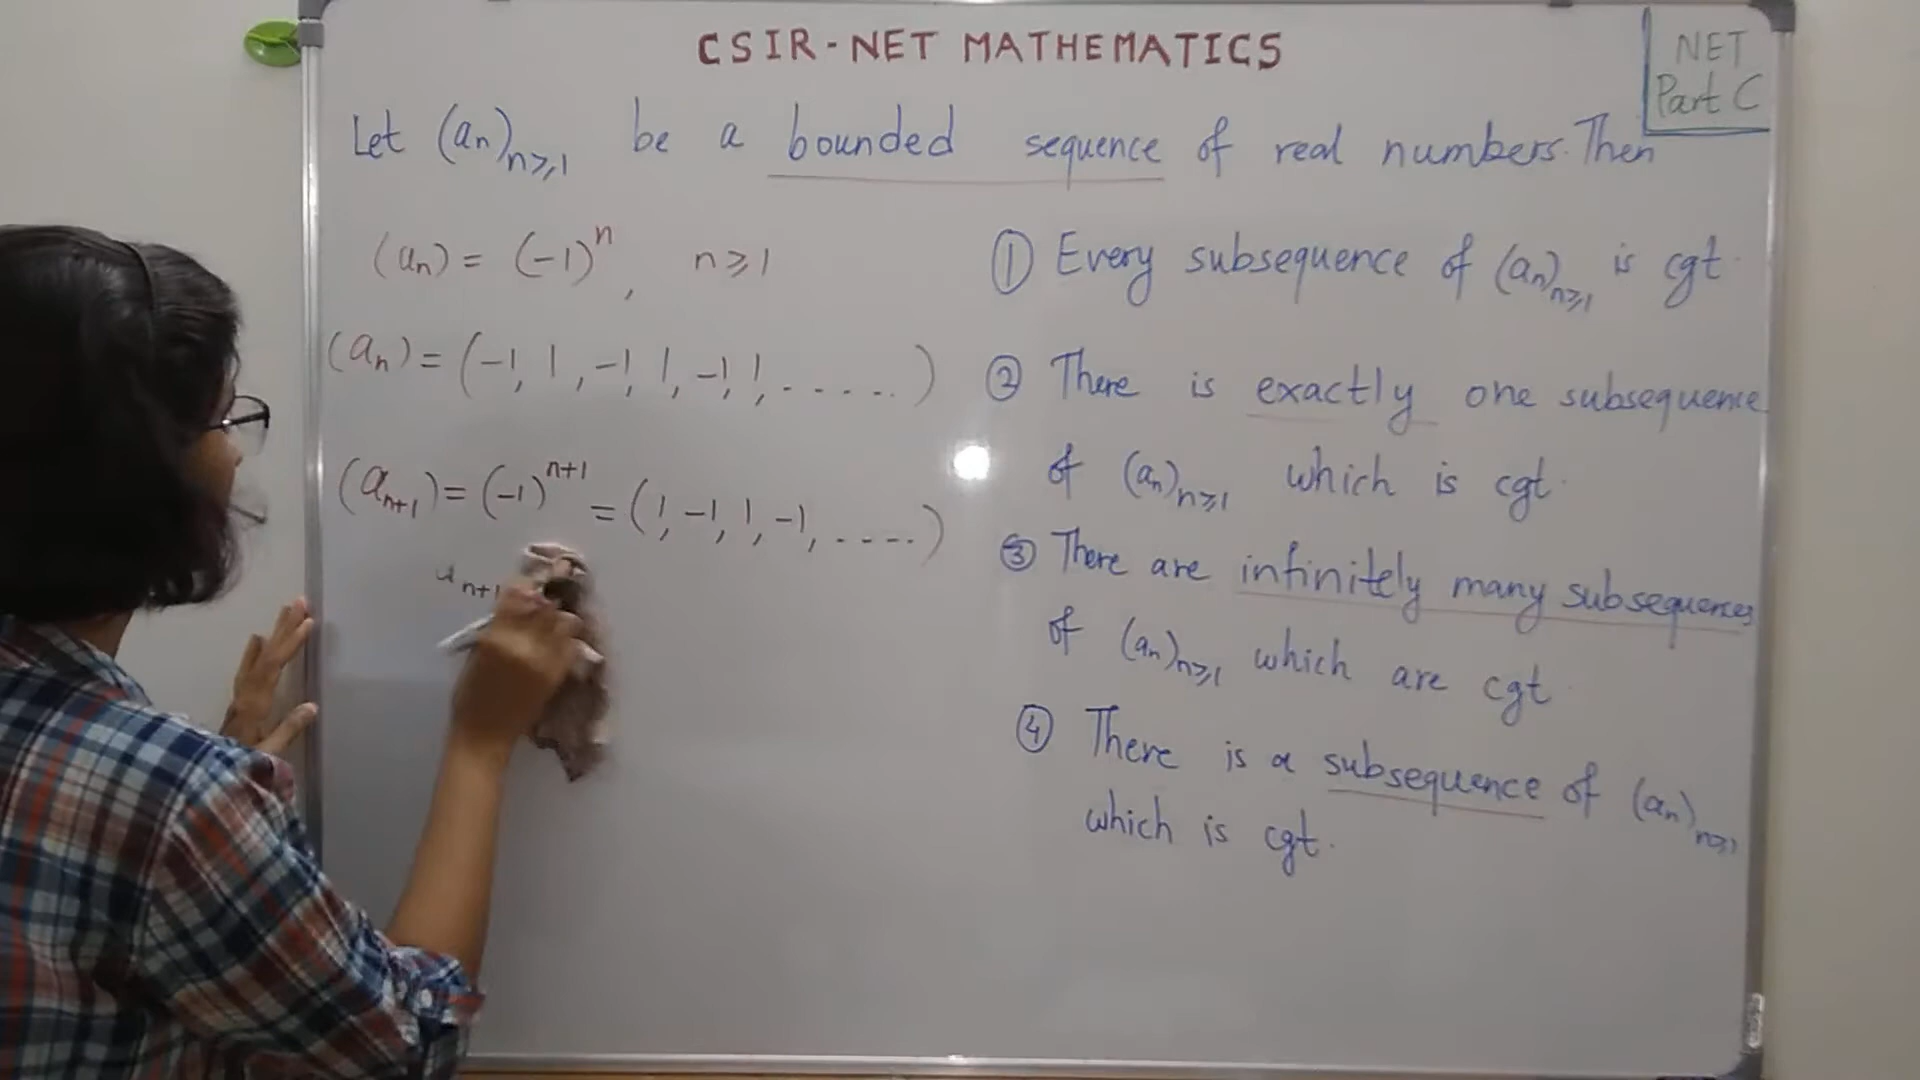 CSIR-NET MATHEMATICS
NET
Part C
Let (an)n⩾1 be a bounded sequence of real numbers. Then
(an) = (-1)^n, n⩾1
(an) = (-1, 1, -1, 1, -1, 1, ......)
(an+1) = (-1)^n+1 = (1, -1, 1, -1, .....)
n+1
① Every subsequence of (an)n⩾1 is cgt.
② There is exactly one subsequence
of (an)n⩾1 which is cgt.
③ There are infinitely many subsequences
of (an)n⩾1 which are cgt.
④ There is a subsequence of (an)n⩾1
which is cgt.